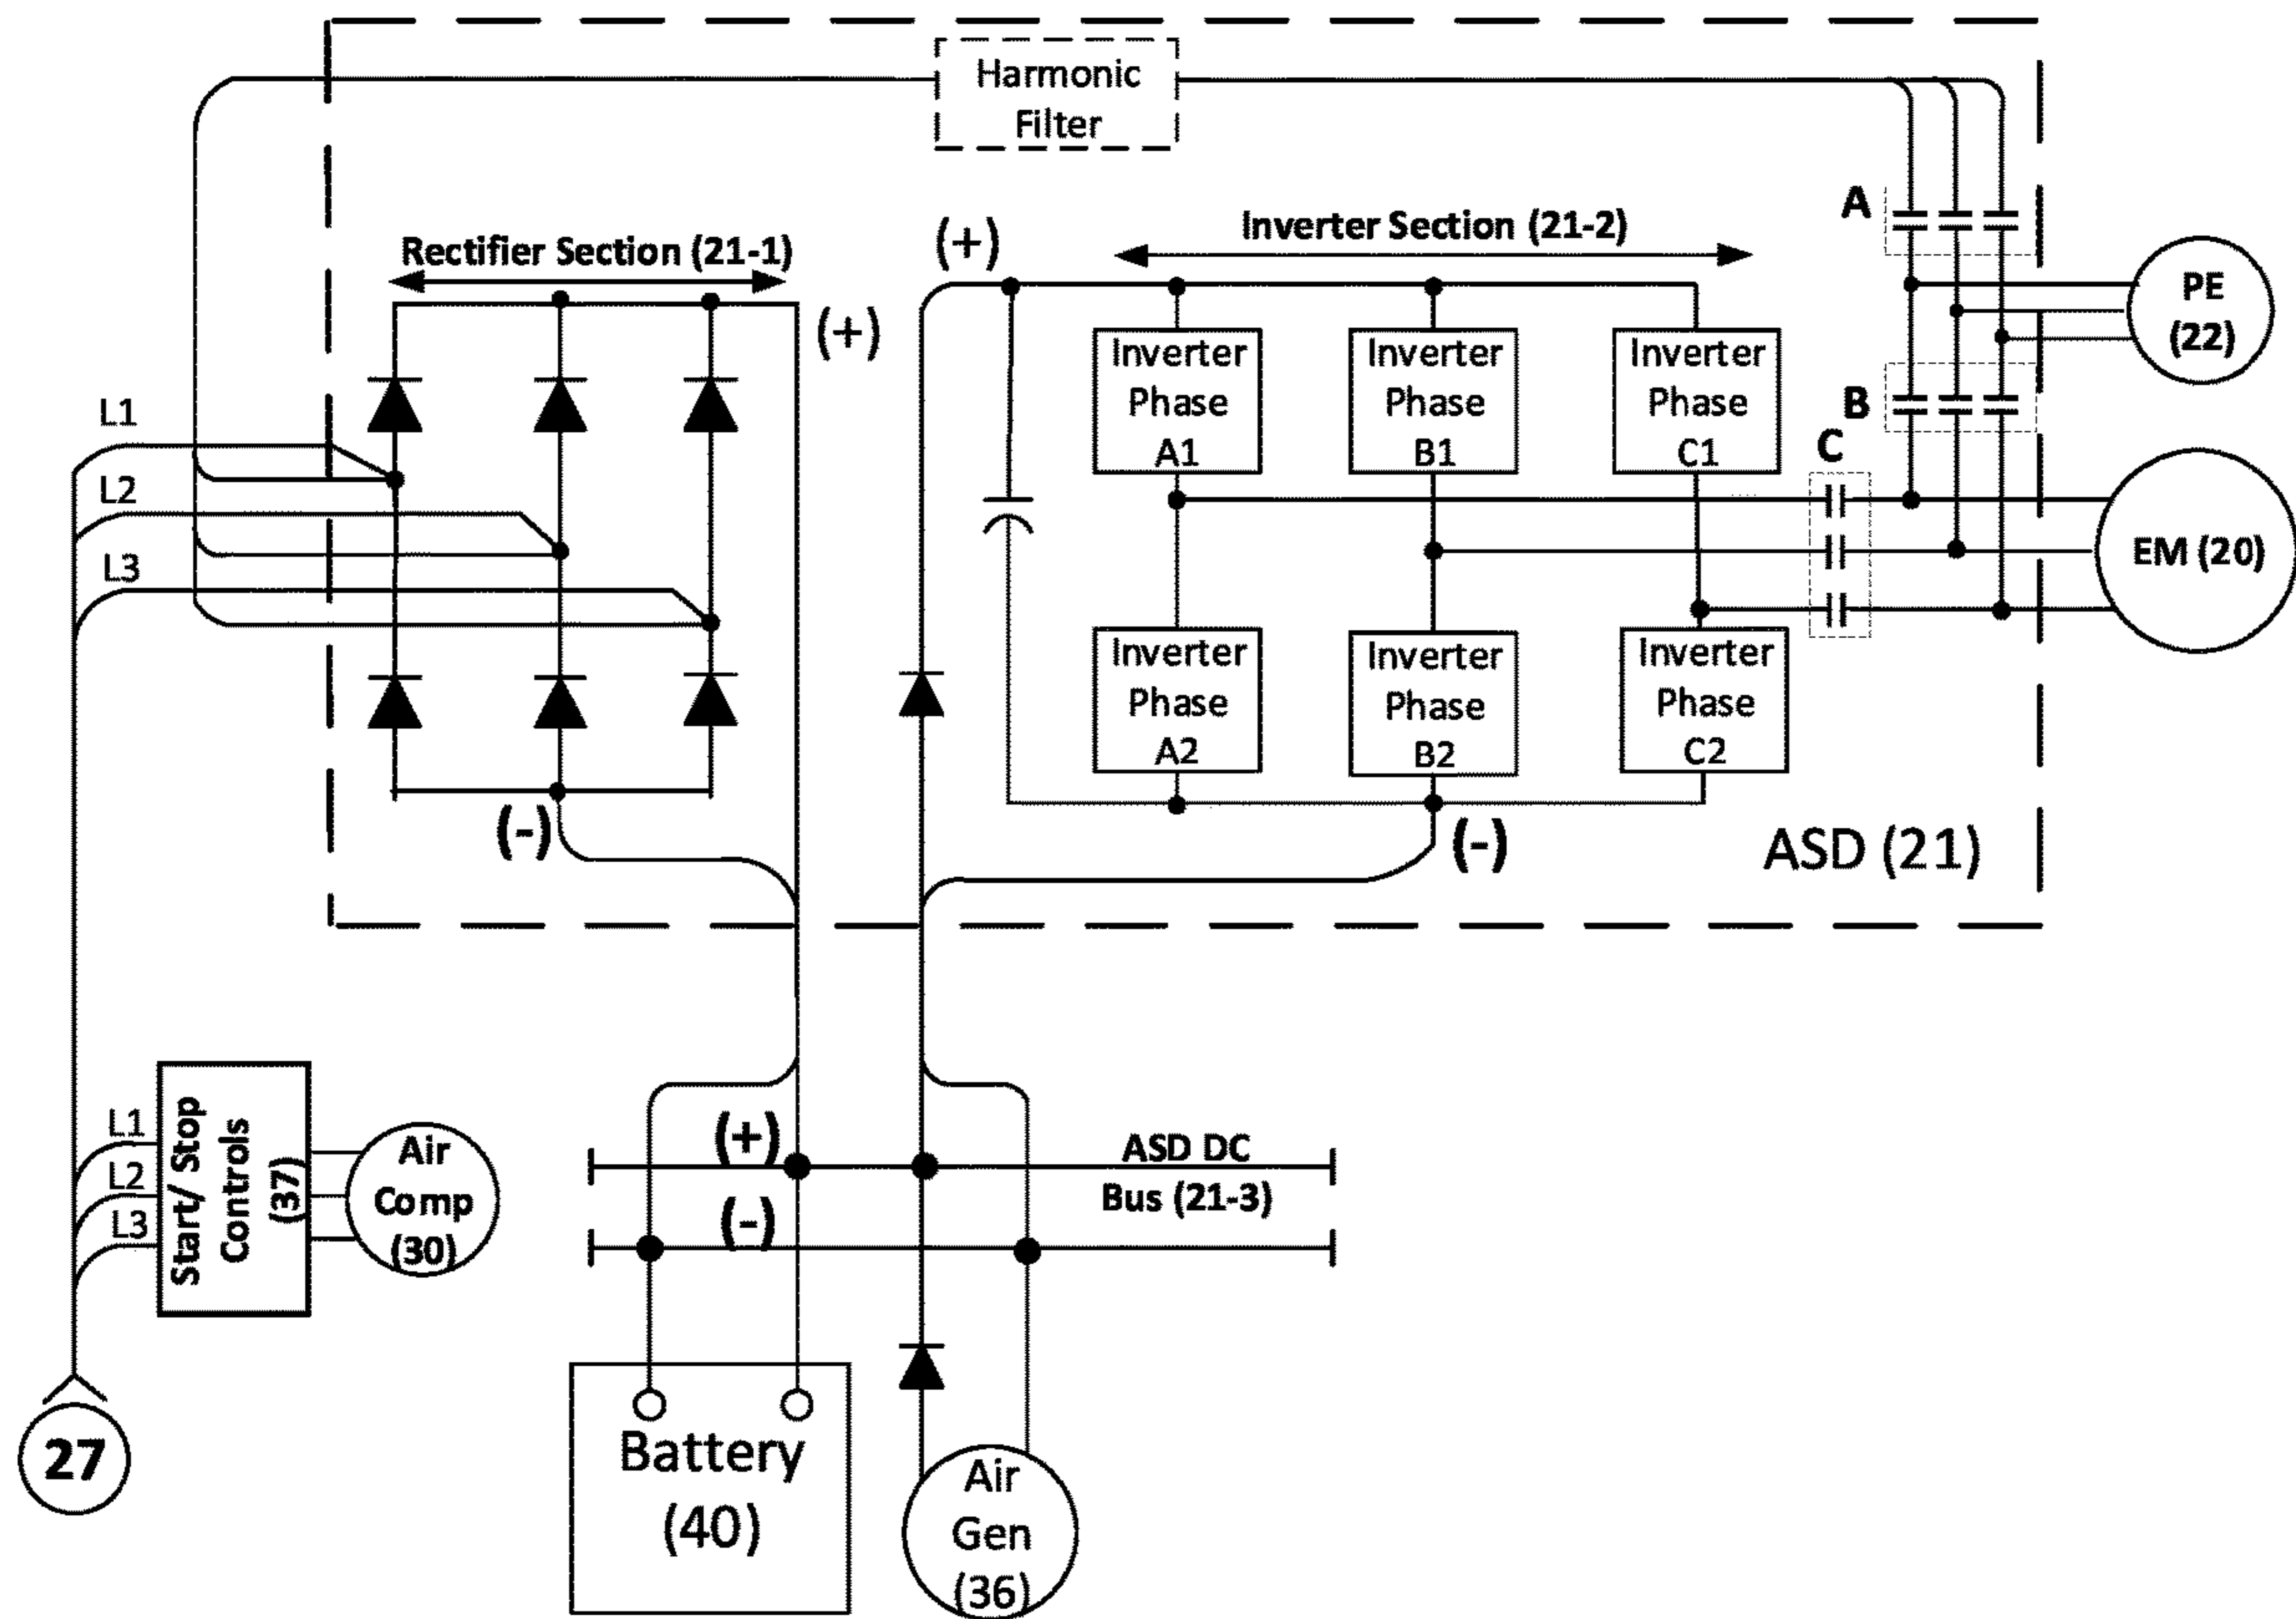 Harmonic
Filter
A
Rectifier Section (21-1)
(+)
Inverter Section (21-2)
PE
(22)
(+)
Inverter
Phase
A1
Inverter
Phase
B1
Inverter
Phase
C1
B
C
L1
L2
L3
EM (20)
Inverter
Phase
A2
Inverter
Phase
B2
Inverter
Phase
C2
(-)
(-)
ASD (21)
L1
L2
L3
Start/ Stop
Controls
(37)
Air
Comp
(30)
(+)
(-)
ASD DC
Bus (21-3)
27
Battery
(40)
Air
Gen
(36)